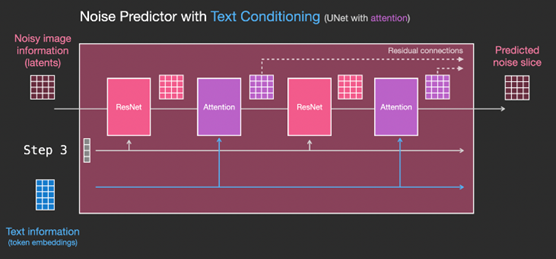 Noise Predictor with Text Conditioning (UNet with attention)
Noisy image
information
(latents)
Residual connections
Predicted
noise slice
ResNet
Attention
ResNet
Attention
Step 3
Text information
(token embeddings)